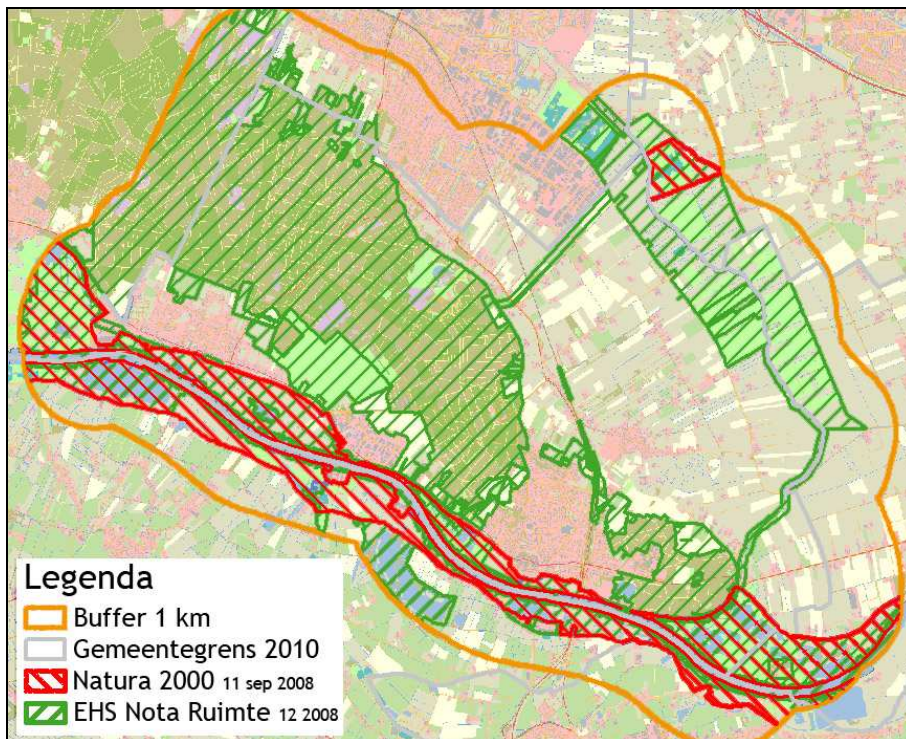 Legenda
Buffer 1 km
Gemeentegrens 2010
Natura 2000 11 sep 2008
EHS Nota Ruimte 12 2008